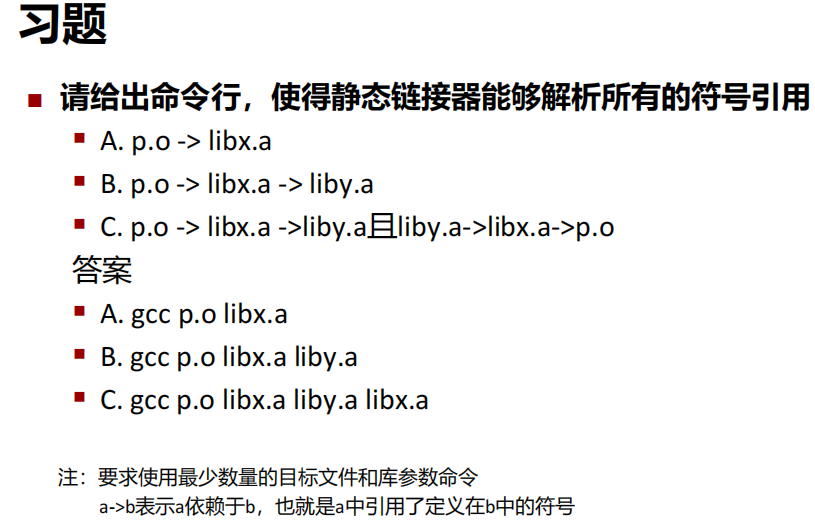 习题
请给出命令行，使得静态链接器能够解析所有的符号引用
A. p.o -> libx.a
B. p.o -> libx.a -> liby.a
C. p.o -> libx.a ->liby.a且liby.a->libx.a->p.o
答案
A. gcc p.o libx.a
B. gcc p.o libx.a liby.a
C. gcc p.o libx.a liby.a libx.a
注：要求使用最少数量的目标文件和库参数命令
a->b表示a依赖于b，也就是a中引用了定义在b中的符号